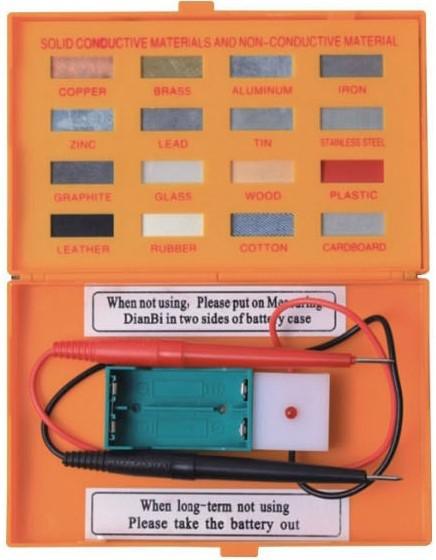 SOLID CONDUCTIVE MATERIALS AND NON-CONDUCTIVE MATERIAL
COPPER BRASS ALUMINUM IRON
ZINC LEAD TIN STAINLESS STEEL
GRAPHITE GLASS WOOD PLASTIC
LEATHER RUBBER COTTON CARDBOARD
When not using, Please put on Measuring
DianBi in two sides of battery case
When long-term not using
Please take the battery out